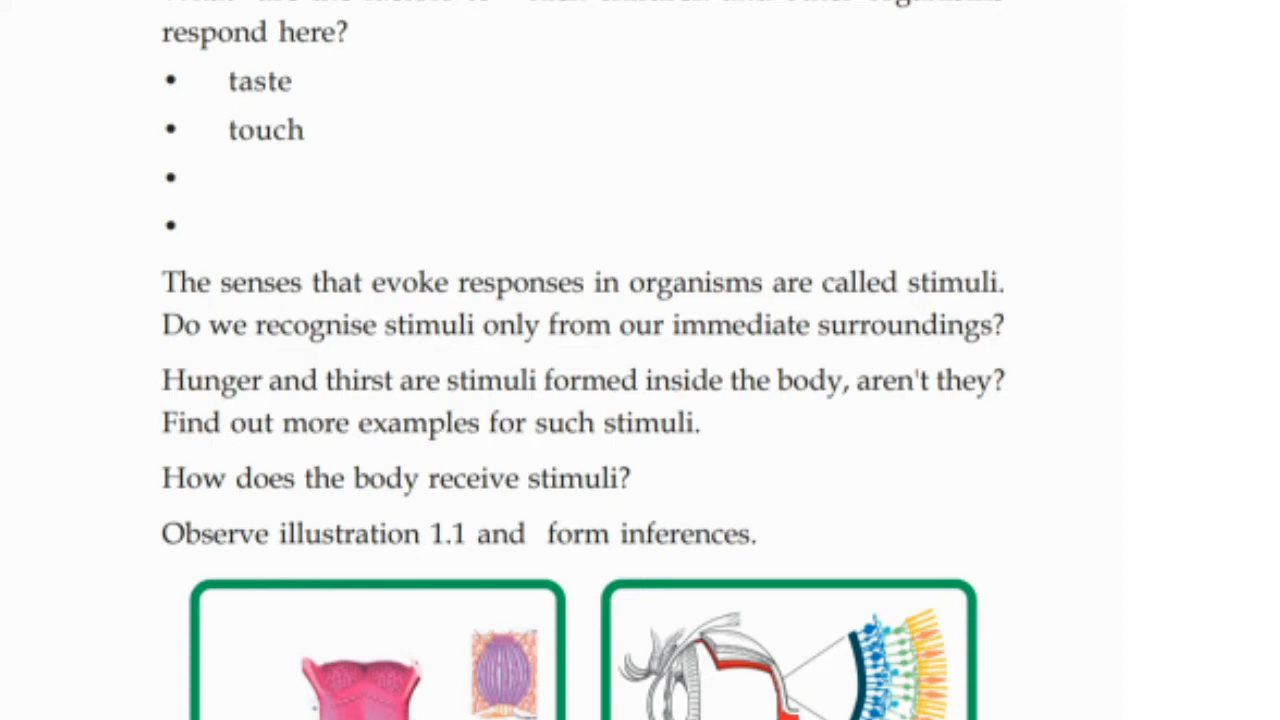 respond here?
• taste
• touch
•
•
The senses that evoke responses in organisms are called stimuli.
Do we recognise stimuli only from our immediate surroundings?
Hunger and thirst are stimuli formed inside the body, aren't they?
Find out more examples for such stimuli.
How does the body receive stimuli?
Observe illustration 1.1 and form inferences.